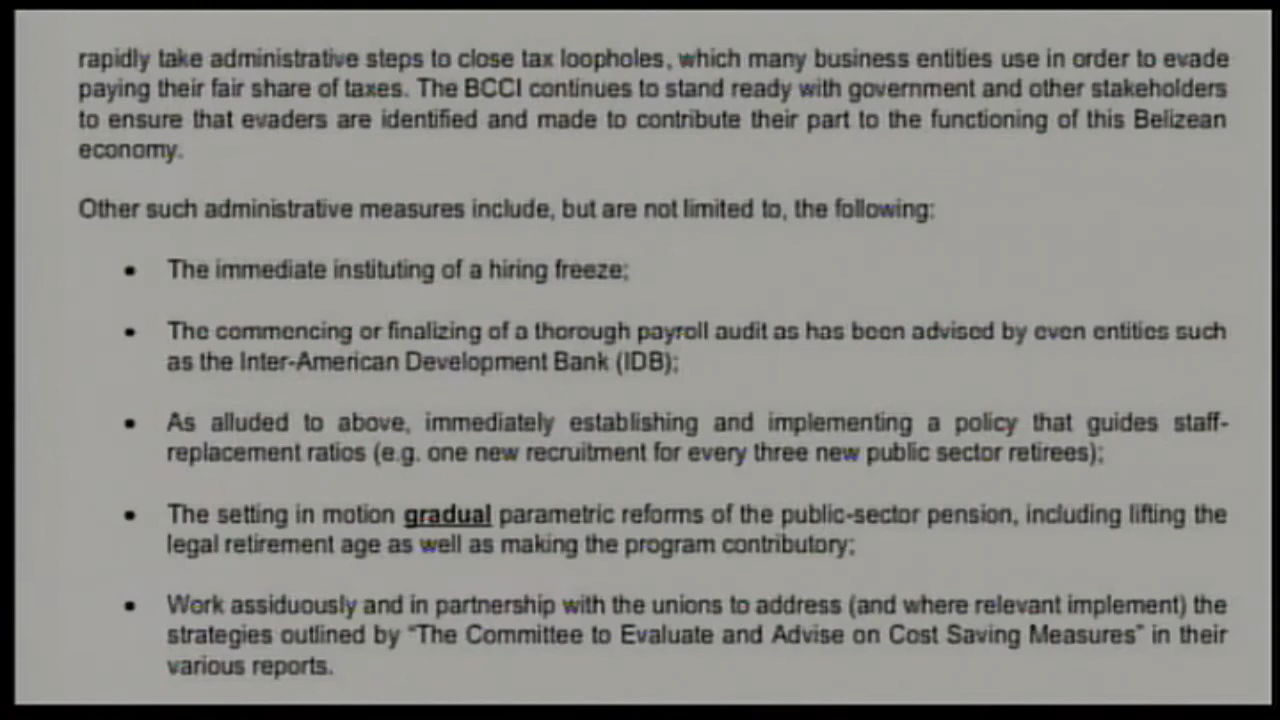 rapidly take administrative steps to close tax loopholes, which many business entities use in order to evade
paying their fair share of taxes. The BCCI continues to stand ready with government and other stakeholders
to ensure that evaders are identified and made to contribute their part to the functioning of this Belizean
economy.
Other such administrative measures include, but are not limited to, the following:
• The immediate instituting of a hiring freeze;
• The commencing or finalizing of a thorough payroll audit as has been advised by even entities such
as the Inter-American Development Bank (IDB);
• As alluded to above, immediately establishing and implementing a policy that guides staff-
replacement ratios (e.g. one new recruitment for every three new public sector retirees);
• The setting in motion gradual parametric reforms of the public-sector pension, including lifting the
legal retirement age as well as making the program contributory;
• Work assiduously and in partnership with the unions to address (and where relevant implement) the
strategies outlined by “The Committee to Evaluate and Advise on Cost Saving Measures” in their
various reports.